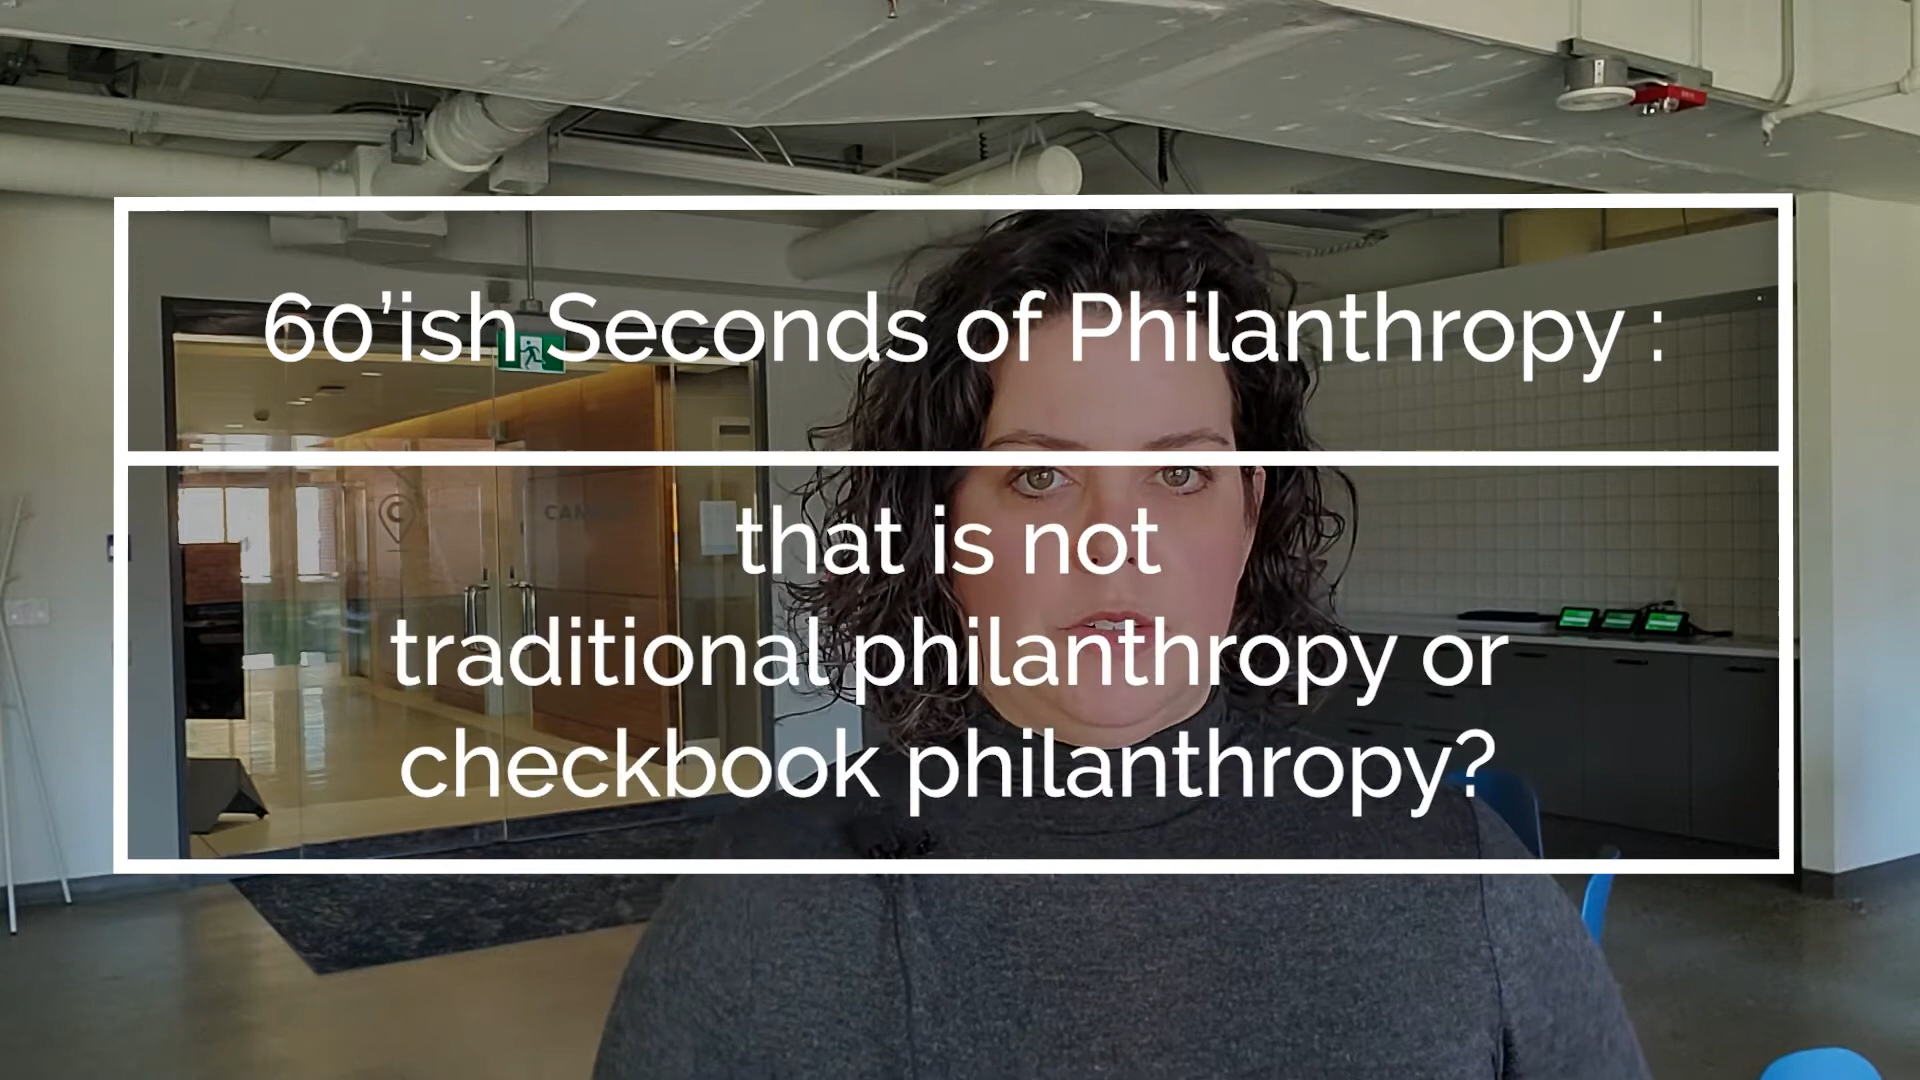 60'ish Seconds of Philanthropy :
that is not
traditional philanthropy or
checkbook philanthropy?